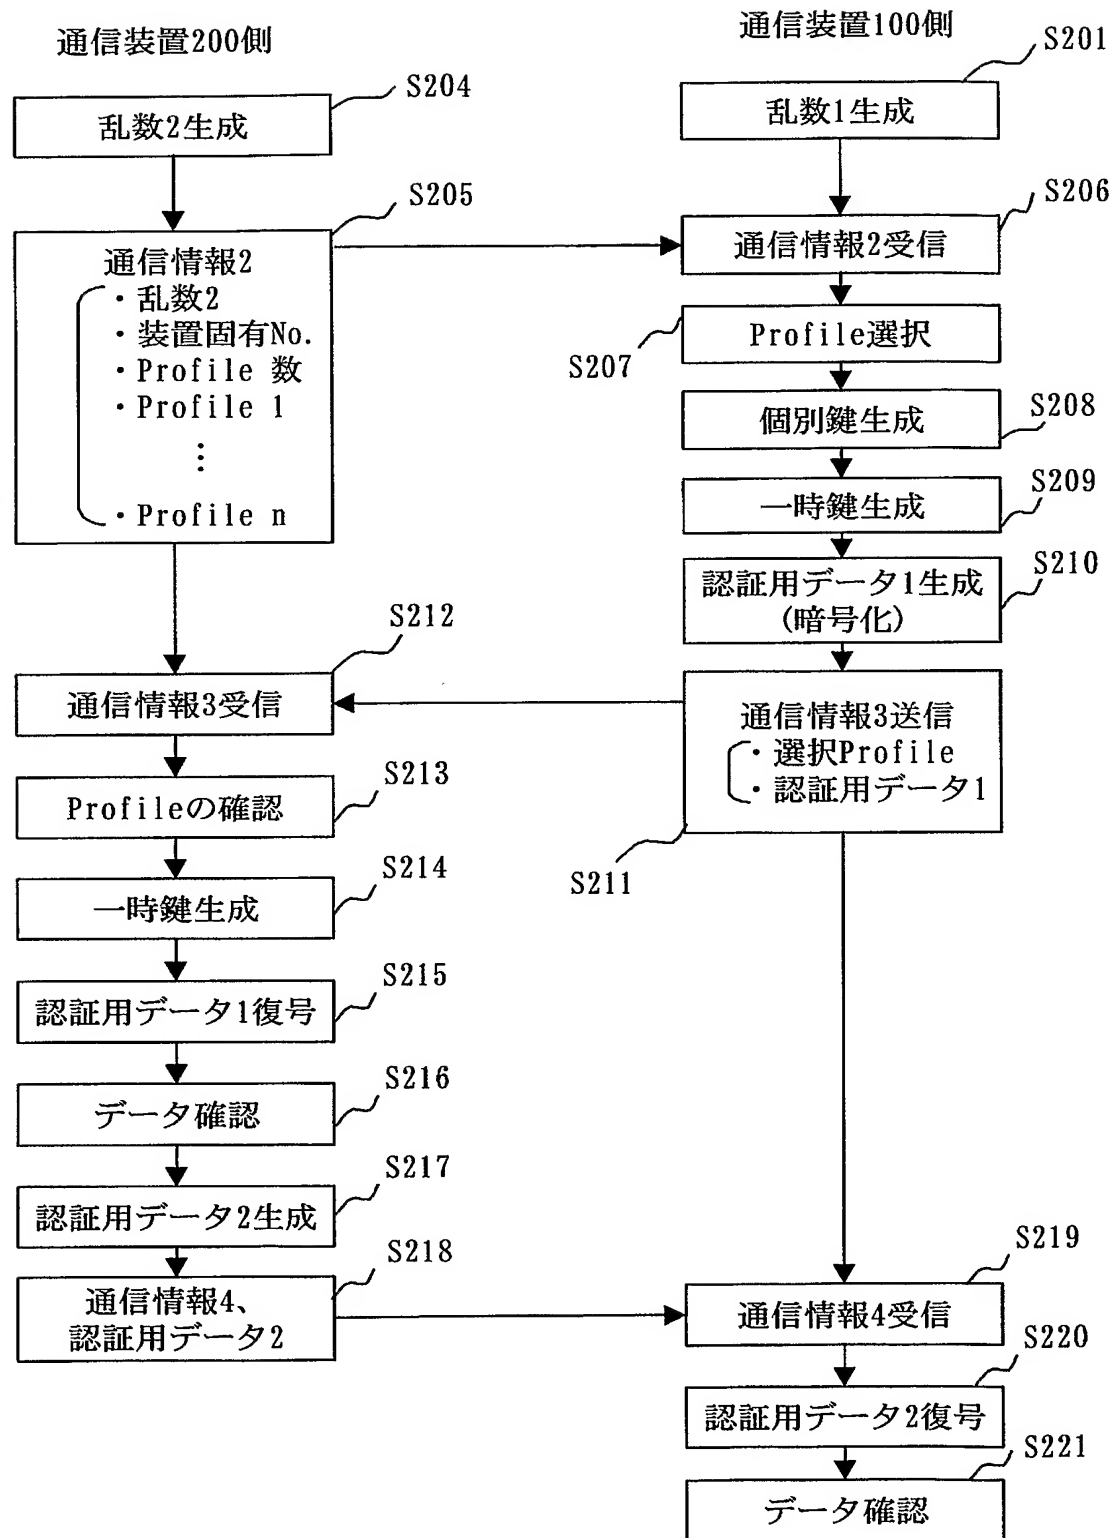 通信装置200側
S204
乱数2生成
S205
通信情報2
・乱数2
・装置固有No.
・Profile 数
・Profile 1
⋮
・Profile n
S212
通信情報3受信
S213
Profileの確認
S214
一時鍵生成
S215
認証用データ1復号
S216
データ確認
S217
認証用データ2生成
S218
通信情報4、
認証用データ2
通信装置100側
S201
乱数1生成
S206
通信情報2受信
S207
Profile選択
S208
個別鍵生成
S209
一時鍵生成
S210
認証用データ1生成
(暗号化)
通信情報3送信
・選択Profile
・認証用データ1
S211
S219
通信情報4受信
S220
認証用データ2復号
S221
データ確認